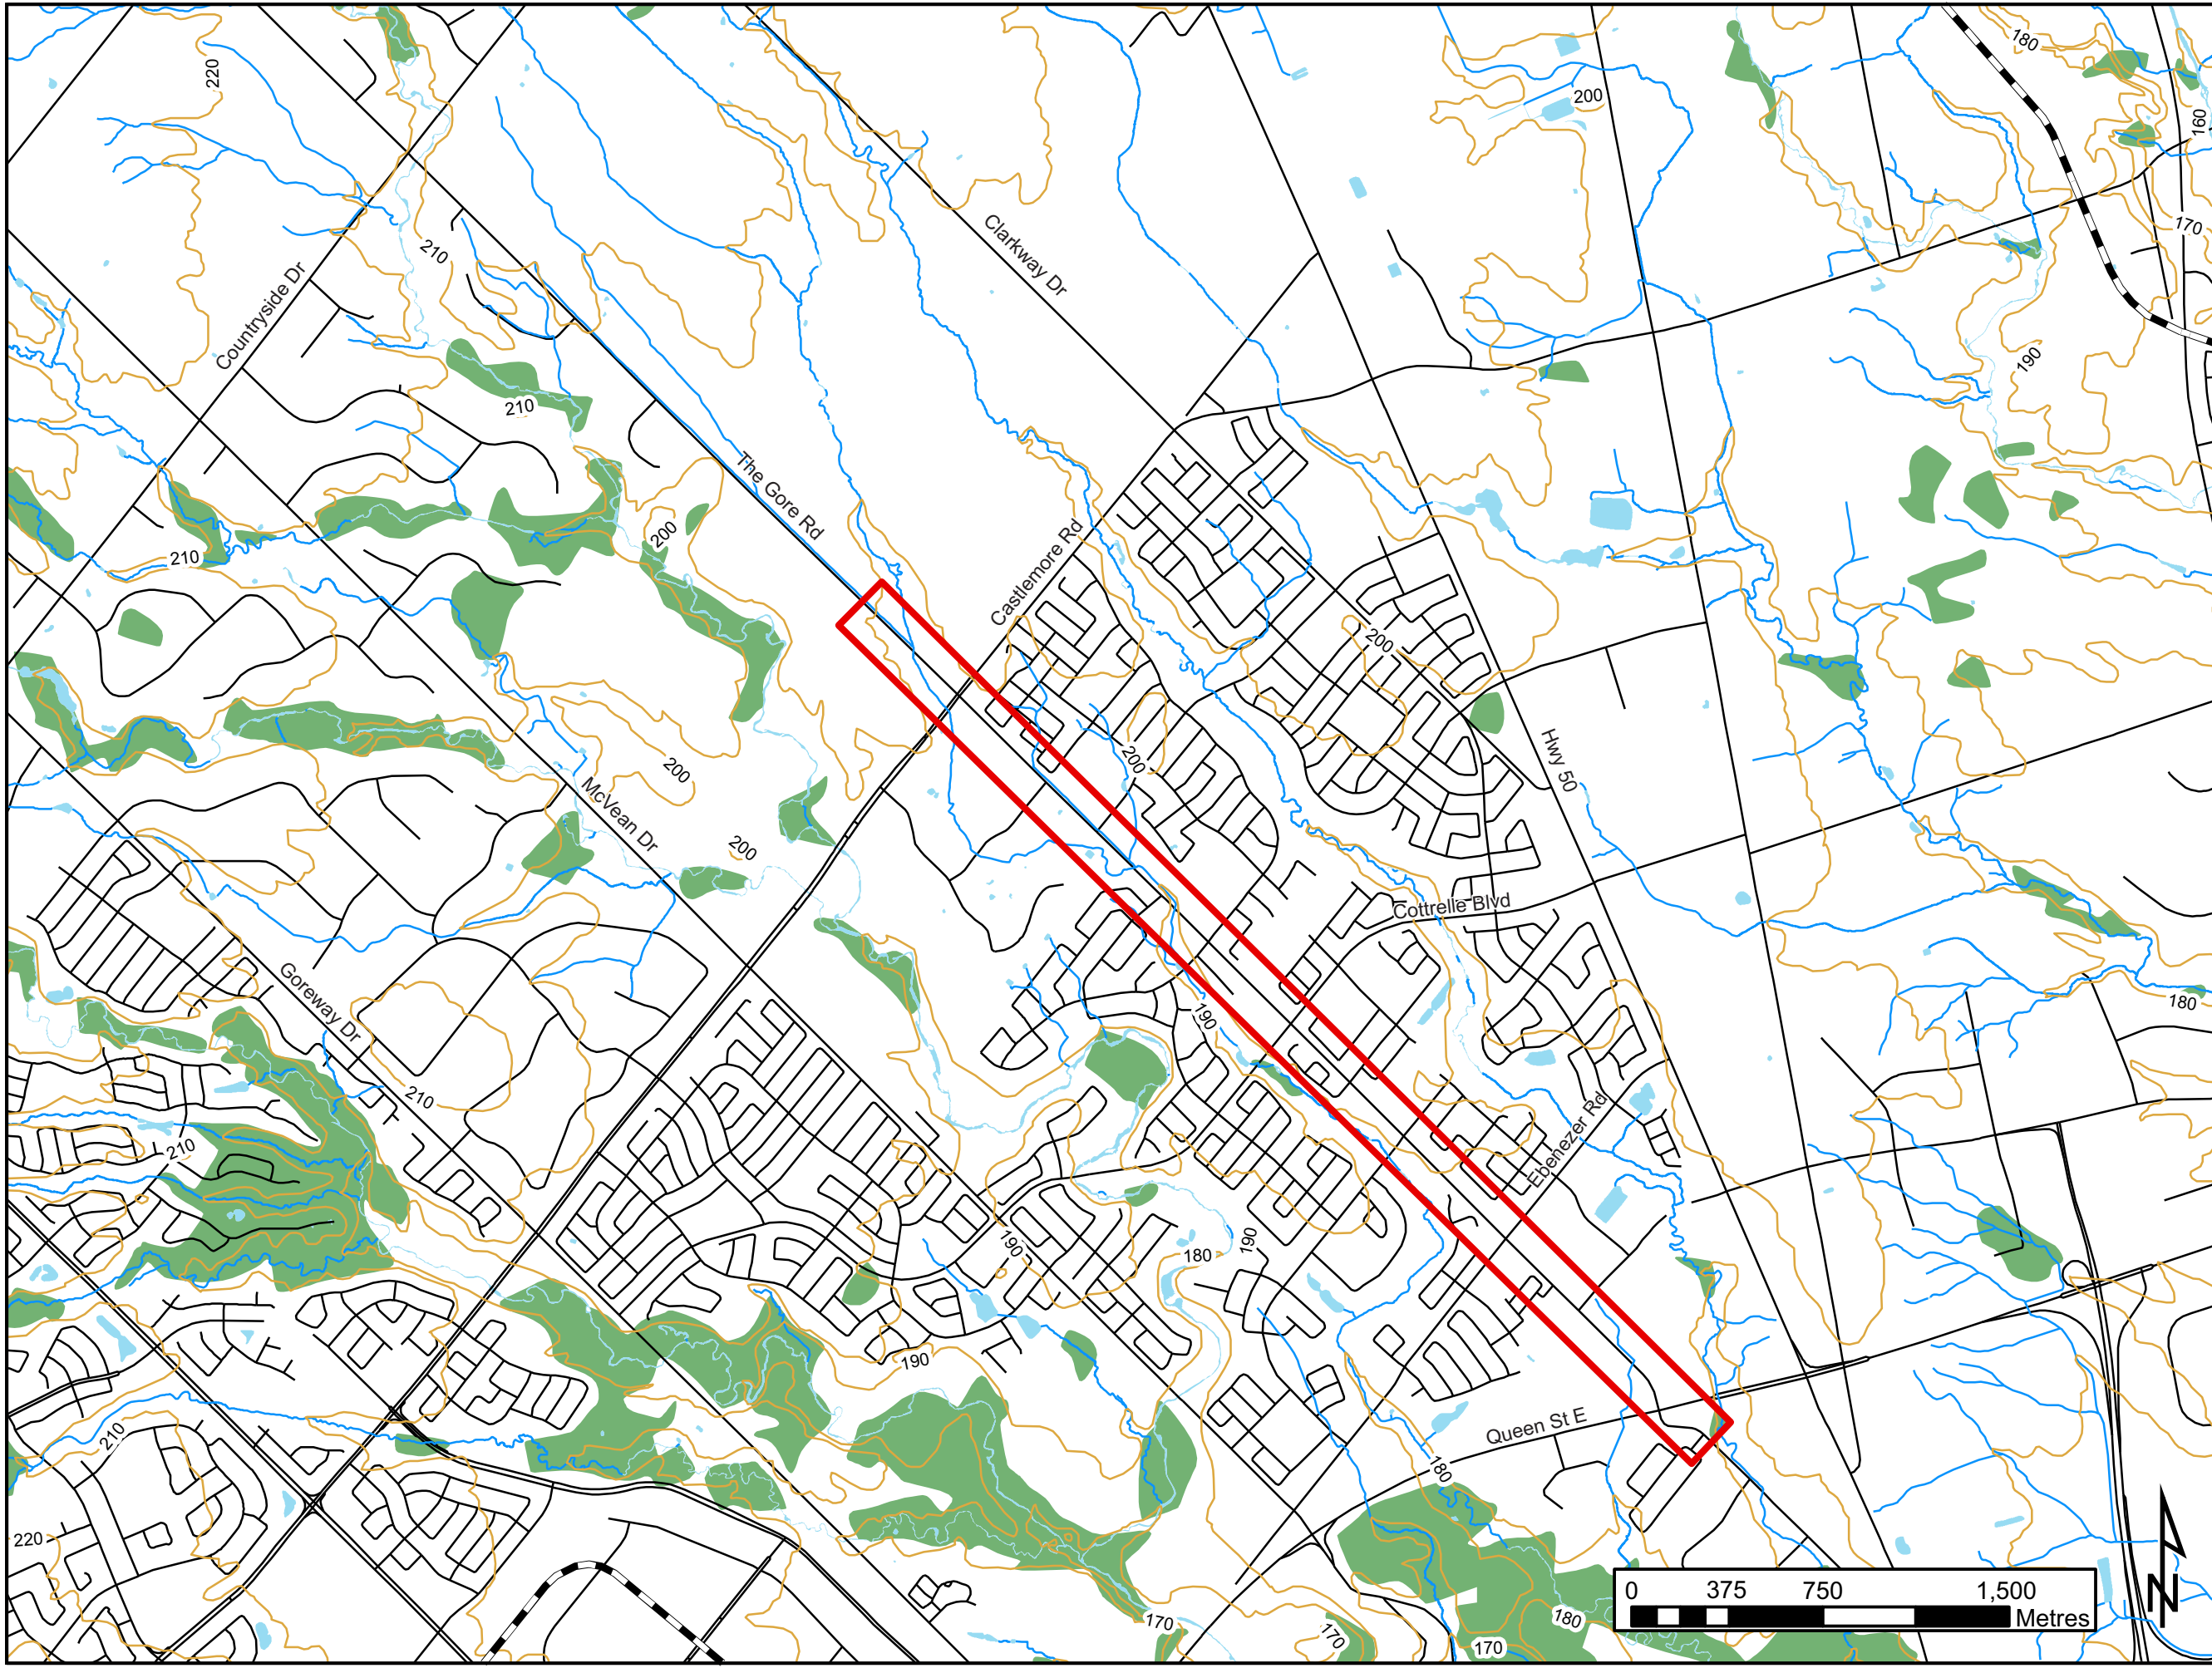 180
220
200
160
Clarkway Dr
170
210
Countryside Dr
190
210
The Gore Rd
200
210
Castlemore Rd
200
Hwy 50
200
200
McVean Dr
200
Cottrelle Blvd
Goreway Dr
180
190
210
Ebenezer Rd
210
190
190
180
190
Queen St E
210
180
220
0 375 750 1,500
Metres
N
180
170
170
170